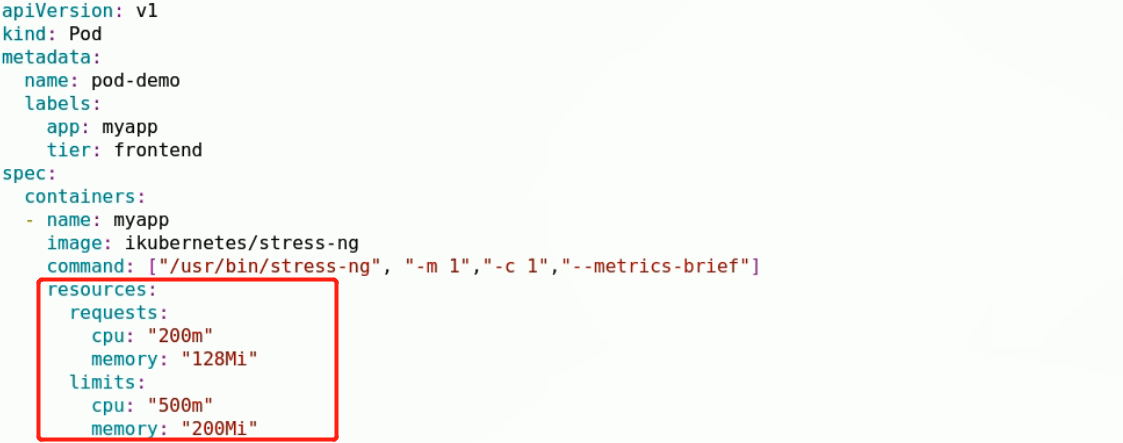 apiVersion: v1
kind: Pod
metadata:
  name: pod-demo
  labels:
    app: myapp
    tier: frontend
spec:
  containers:
  - name: myapp
    image: ikubernetes/stress-ng
    command: ["/usr/bin/stress-ng", "-m 1","-c 1","--metrics-brief"]
    resources:
      requests:
        cpu: "200m"
        memory: "128Mi"
      limits:
        cpu: "500m"
        memory: "200Mi"